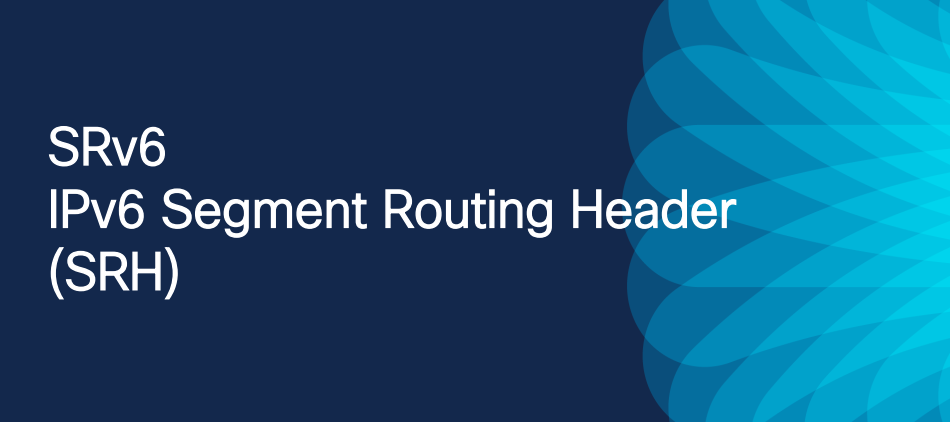 SRv6
IPv6 Segment Routing Header
(SRH)